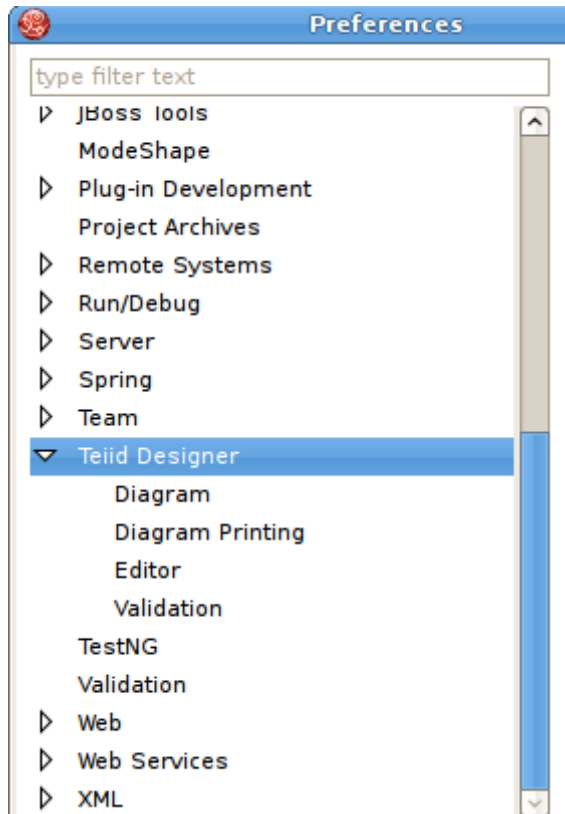 Preferences
type filter text
JBoss Tools
ModeShape
Plug-in Development
Project Archives
Remote Systems
Run/Debug
Server
Spring
Team
Teiid Designer
Diagram
Diagram Printing
Editor
Validation
TestNG
Validation
Web
Web Services
XML